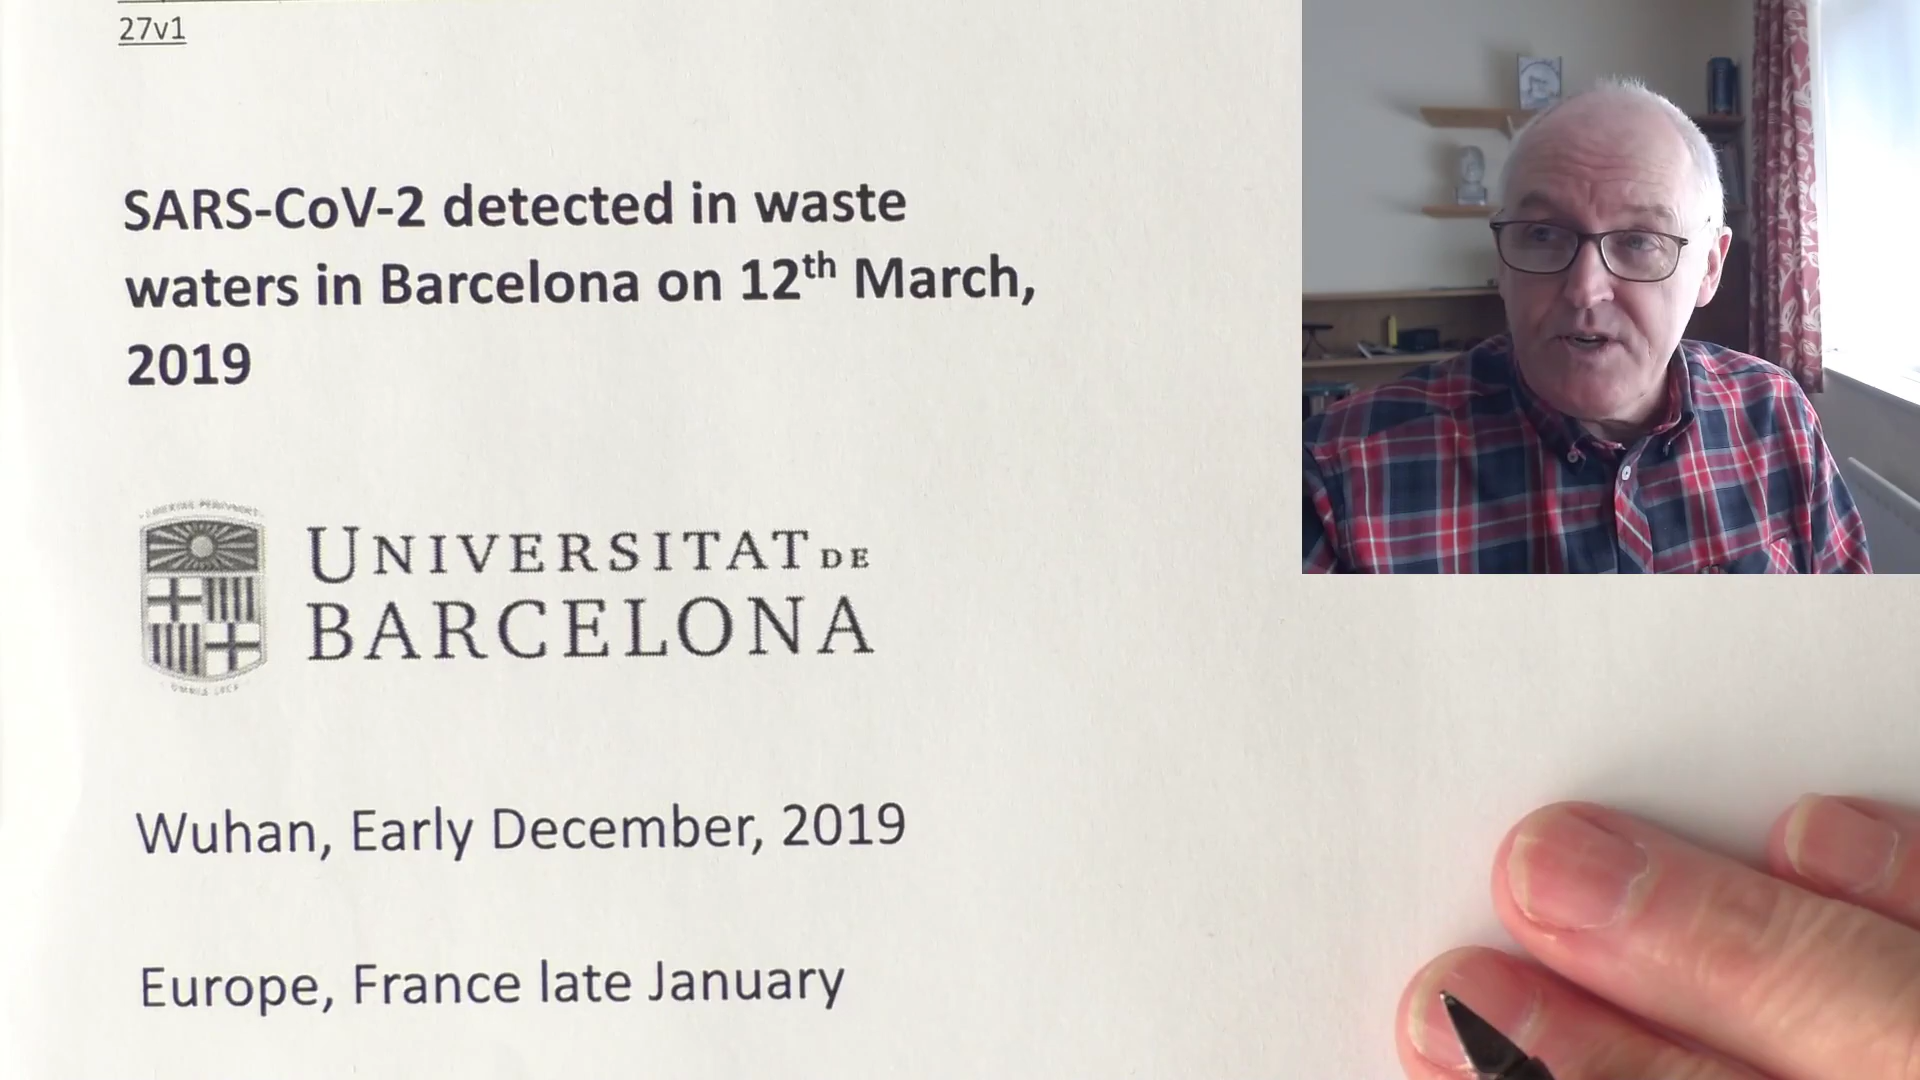 27v1
SARS-CoV-2 detected in waste
waters in Barcelona on 12th March,
2019
UNIVERSITAT DE
BARCELONA
Wuhan, Early December, 2019
Europe, France late January